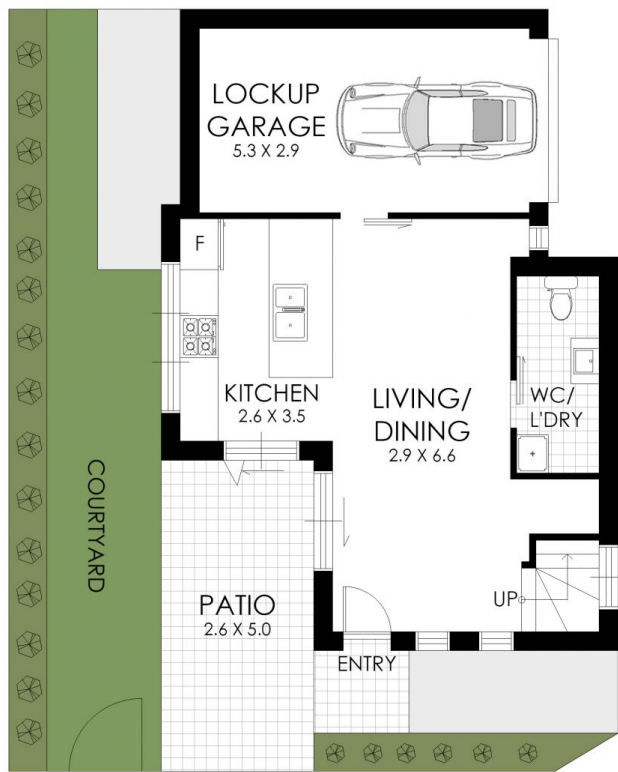 LOCKUP
GARAGE
5.3 X 2.9
F
KITCHEN
2.6 X 3.5
LIVING/
DINING
2.9 X 6.6
WC/
L'DRY
COURTYARD
PATIO
2.6 X 5.0
UP
ENTRY